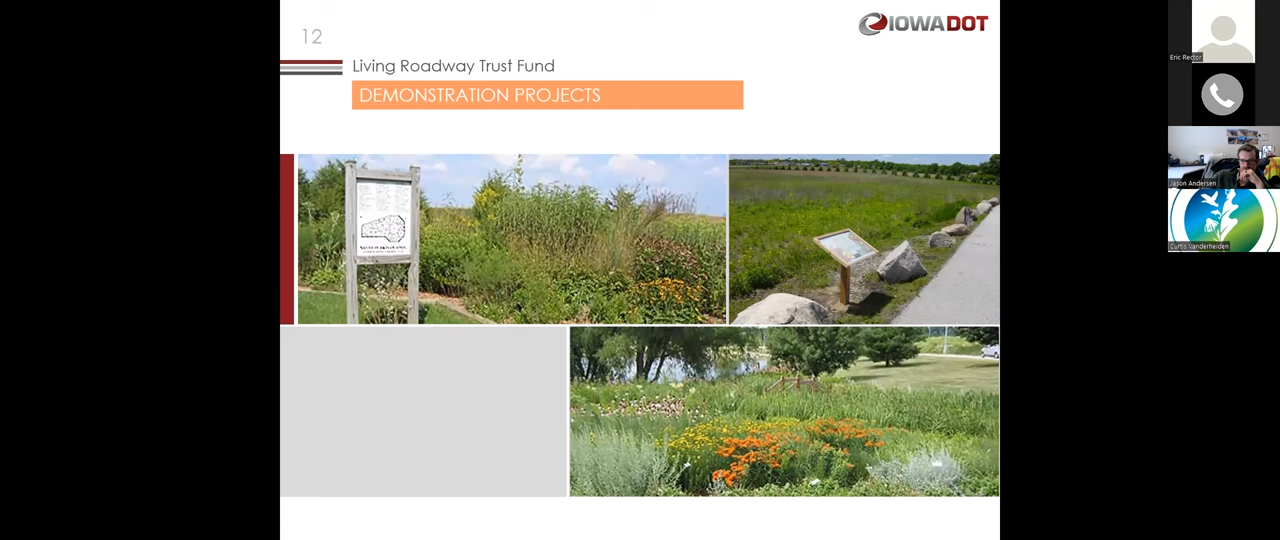 12
IOWADOT
Living Roadway Trust Fund
DEMONSTRATION PROJECTS
Eric Rector
Jason Andersen
Curtis Vanderheiden